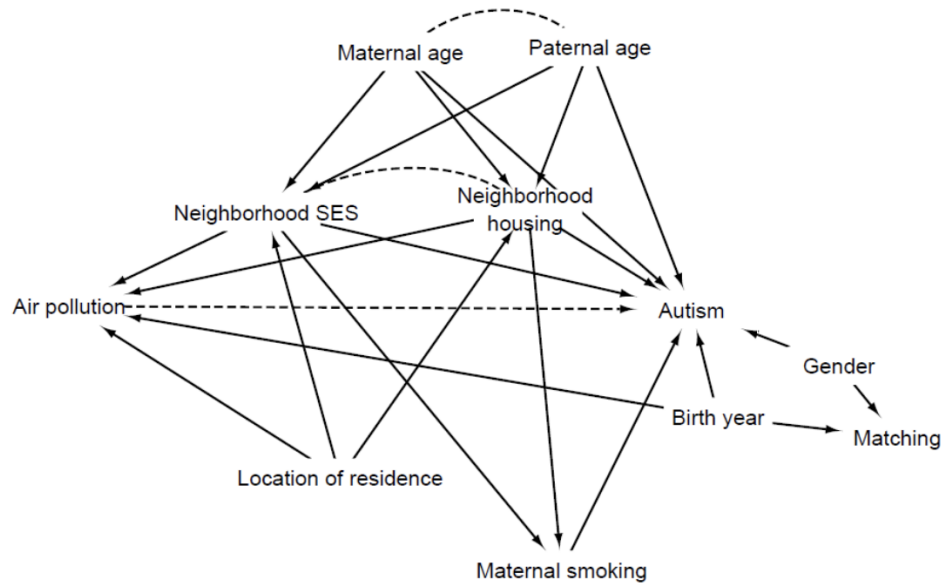 Maternal age
Paternal age
Neighborhood SES
Neighborhood
housing
Air pollution
Autism
Gender
Birth year
Matching
Location of residence
Maternal smoking